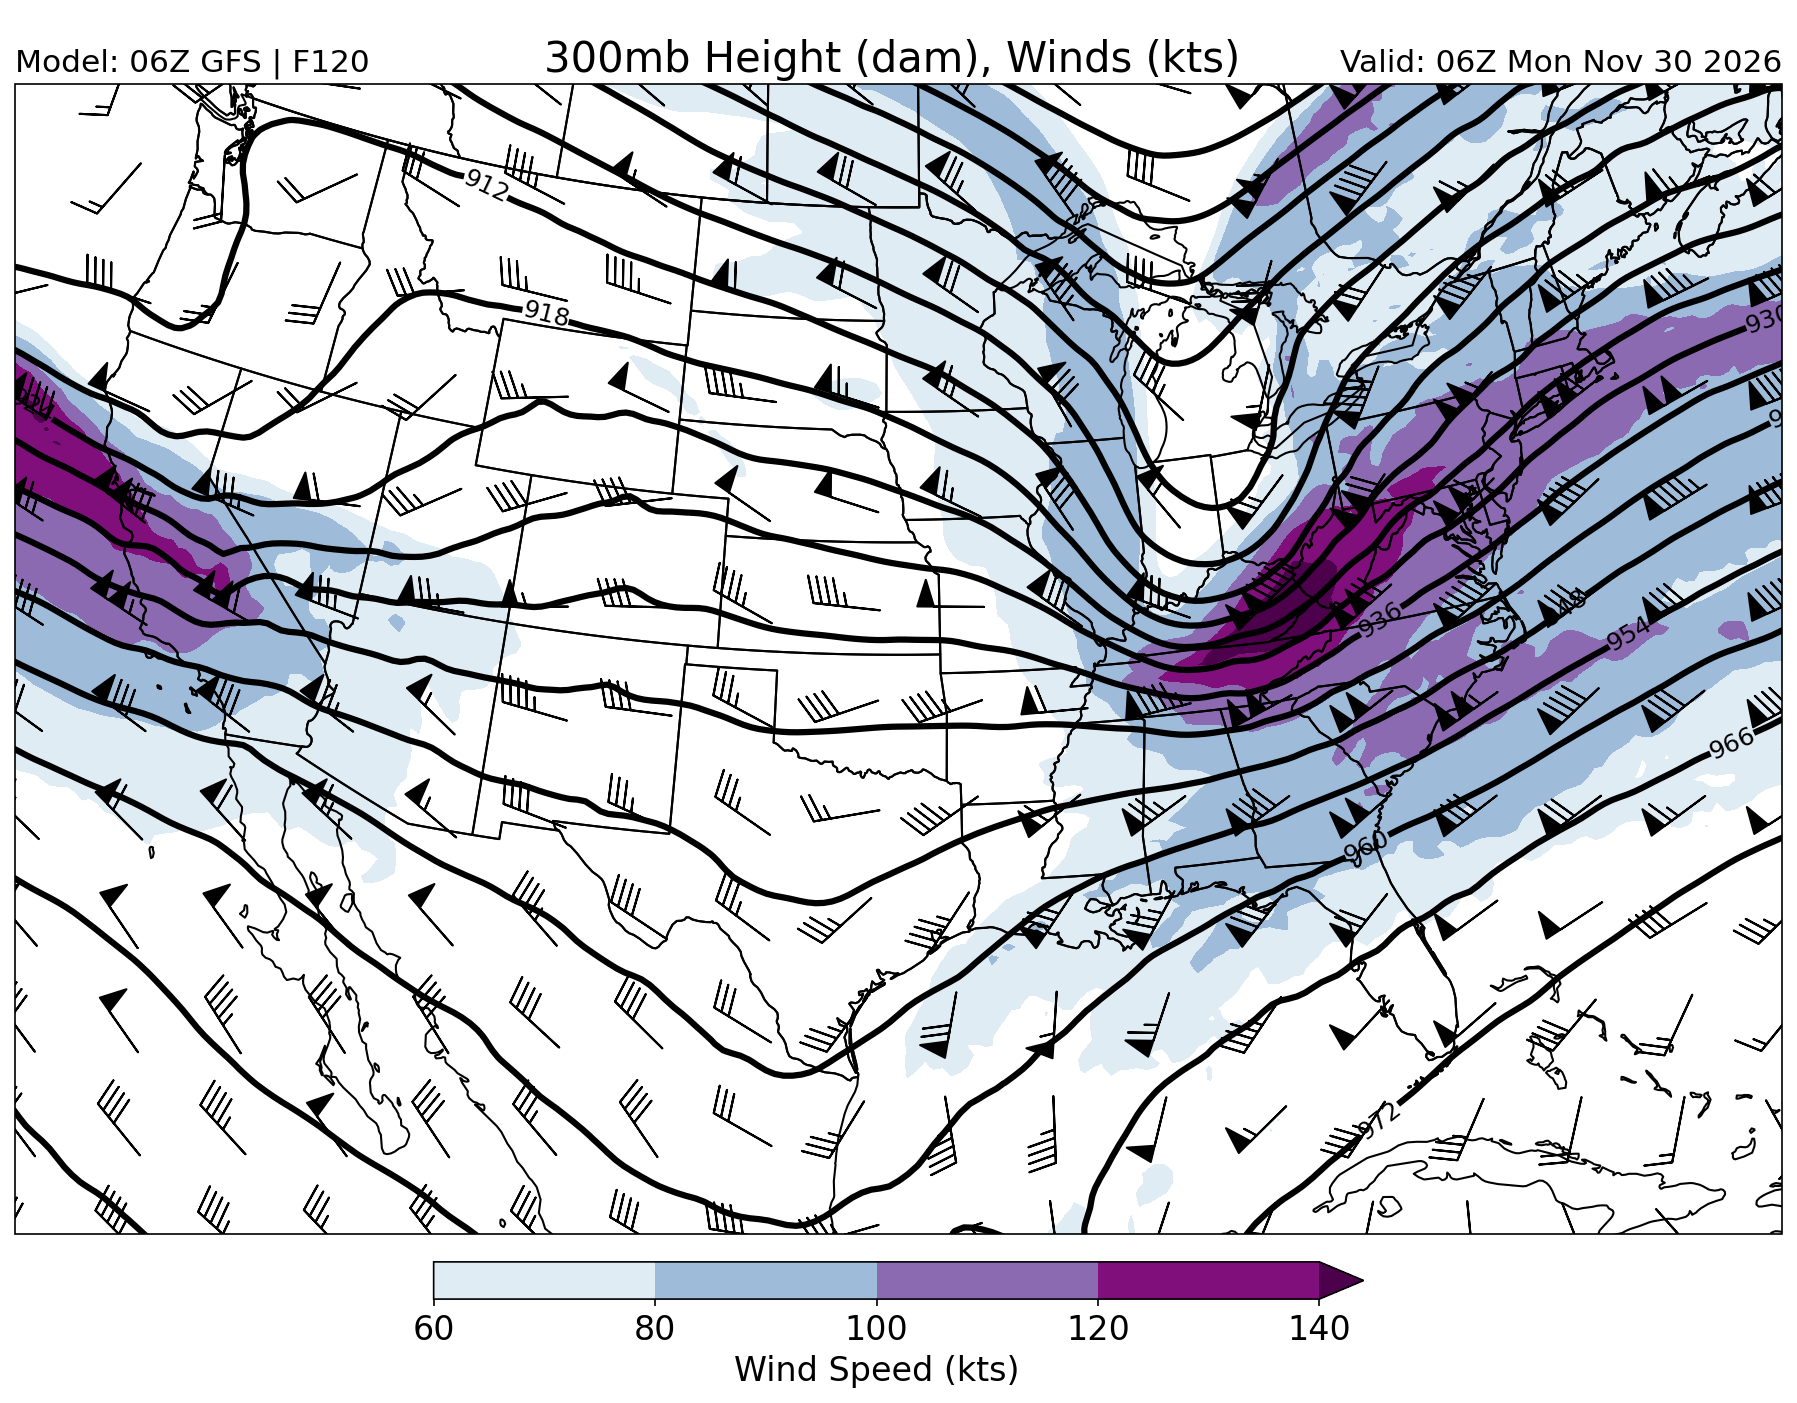 Model: 06Z GFS | F120
300mb Height (dam), Winds (kts)
Valid: 06Z Mon Nov 30 2026
912
918
930
936
954
966
960
972
60 80 100 120 140
Wind Speed (kts)